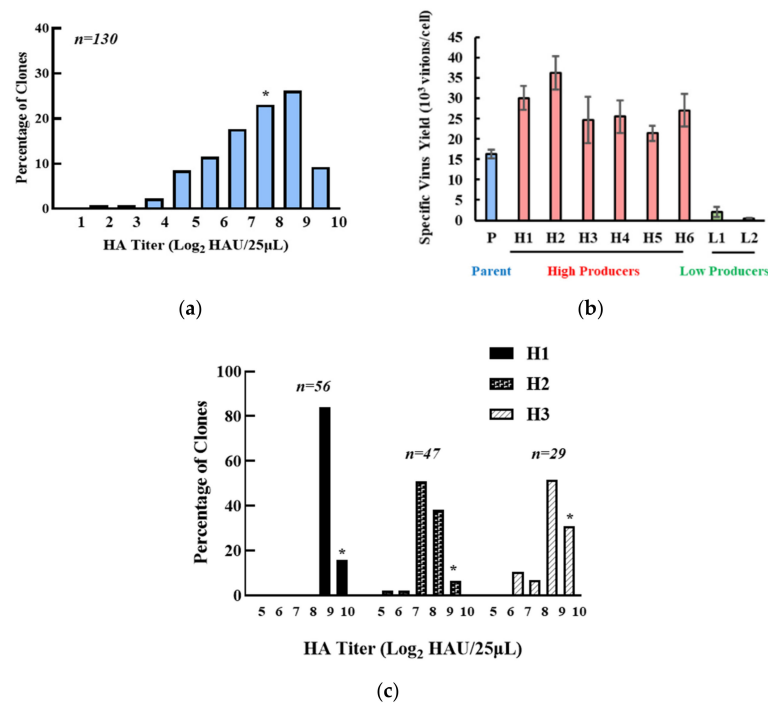 n=130
*
Percentage of Clones
40
30
20
10
0
1 2 3 4 5 6 7 8 9 10
HA Titer (Log₂ HAU/25μL)
(a)
Specific Virus Yield (10³ virions/cell)
45
40
35
30
25
20
15
10
5
0
P H1 H2 H3 H4 H5 H6 L1 L2
Parent High Producers Low Producers
(b)
H1
H2
H3
n=56 n=47 n=29
* * *
Percentage of Clones
100
80
60
40
20
0
5 6 7 8 9 10 5 6 7 8 9 10 5 6 7 8 9 10
HA Titer (Log₂ HAU/25μL)
(c)